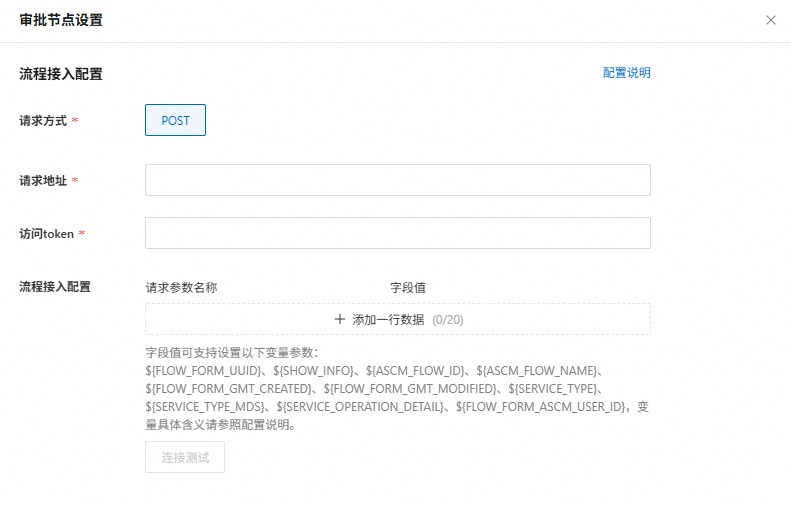 审批节点设置
流程接入配置
配置说明
请求方式 *
POST
请求地址 *
访问token *
流程接入配置
请求参数名称
字段值
+ 添加一行数据 (0/20)
字段值可支持设置以下变量参数：
${FLOW_FORM_UUID}、${SHOW_INFO}、${ASCM_FLOW_ID}、${ASCM_FLOW_NAME}、
${FLOW_FORM_GMT_CREATED}、${FLOW_FORM_GMT_MODIFIED}、${SERVICE_TYPE}、
${SERVICE_TYPE_MDS}、${SERVICE_OPERATION_DETAIL}、${FLOW_FORM_ASCM_USER_ID}，变
量具体含义请参照配置说明。
连接测试